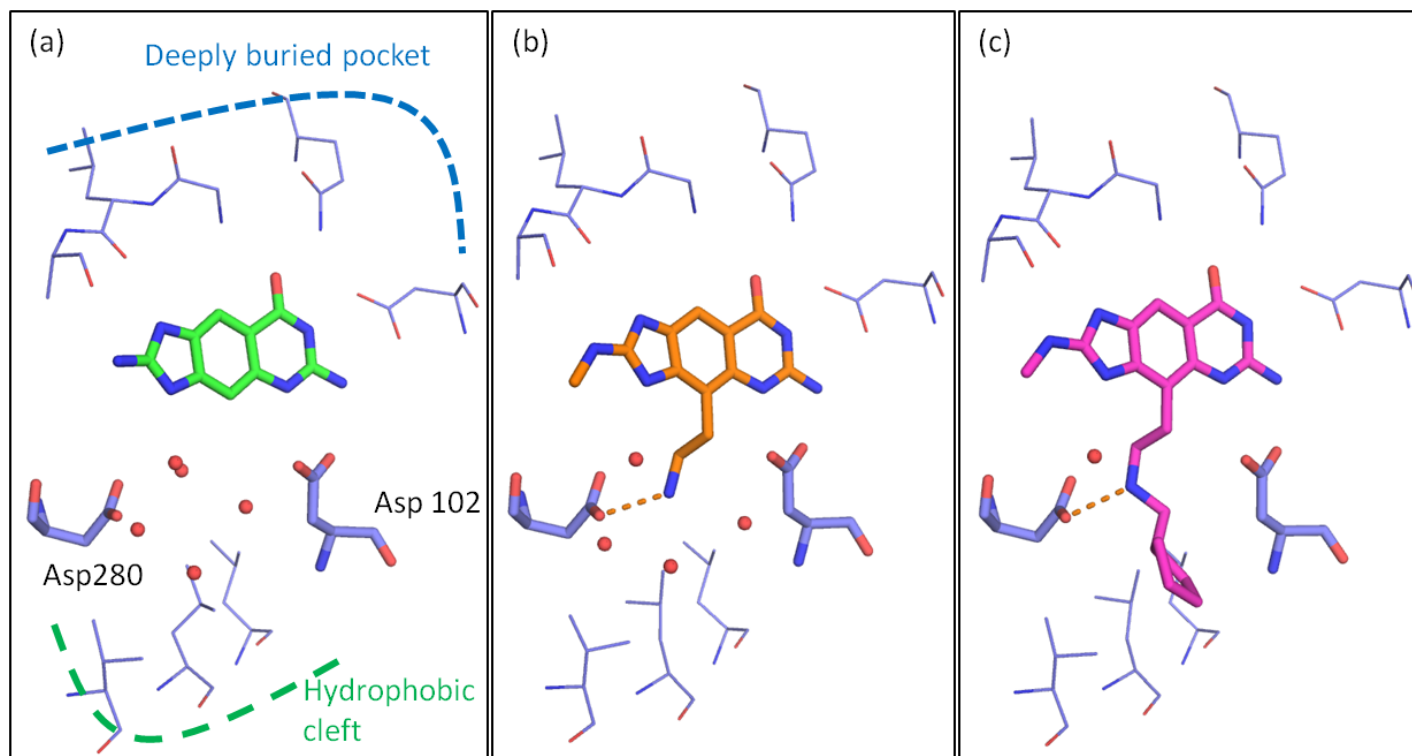 (a)
Deeply buried pocket
Asp 102
Asp280
Hydrophobic
cleft
(b)
(c)